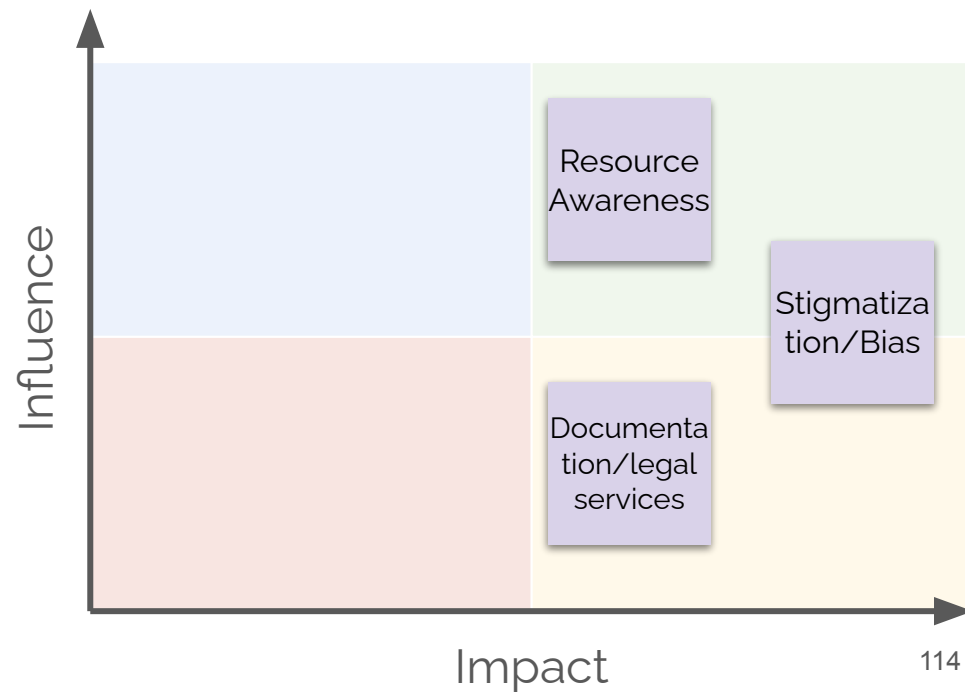 Resource
Awareness
Stigmatiza
tion/Bias
Influence
Documenta
tion/legal
services
Impact
114